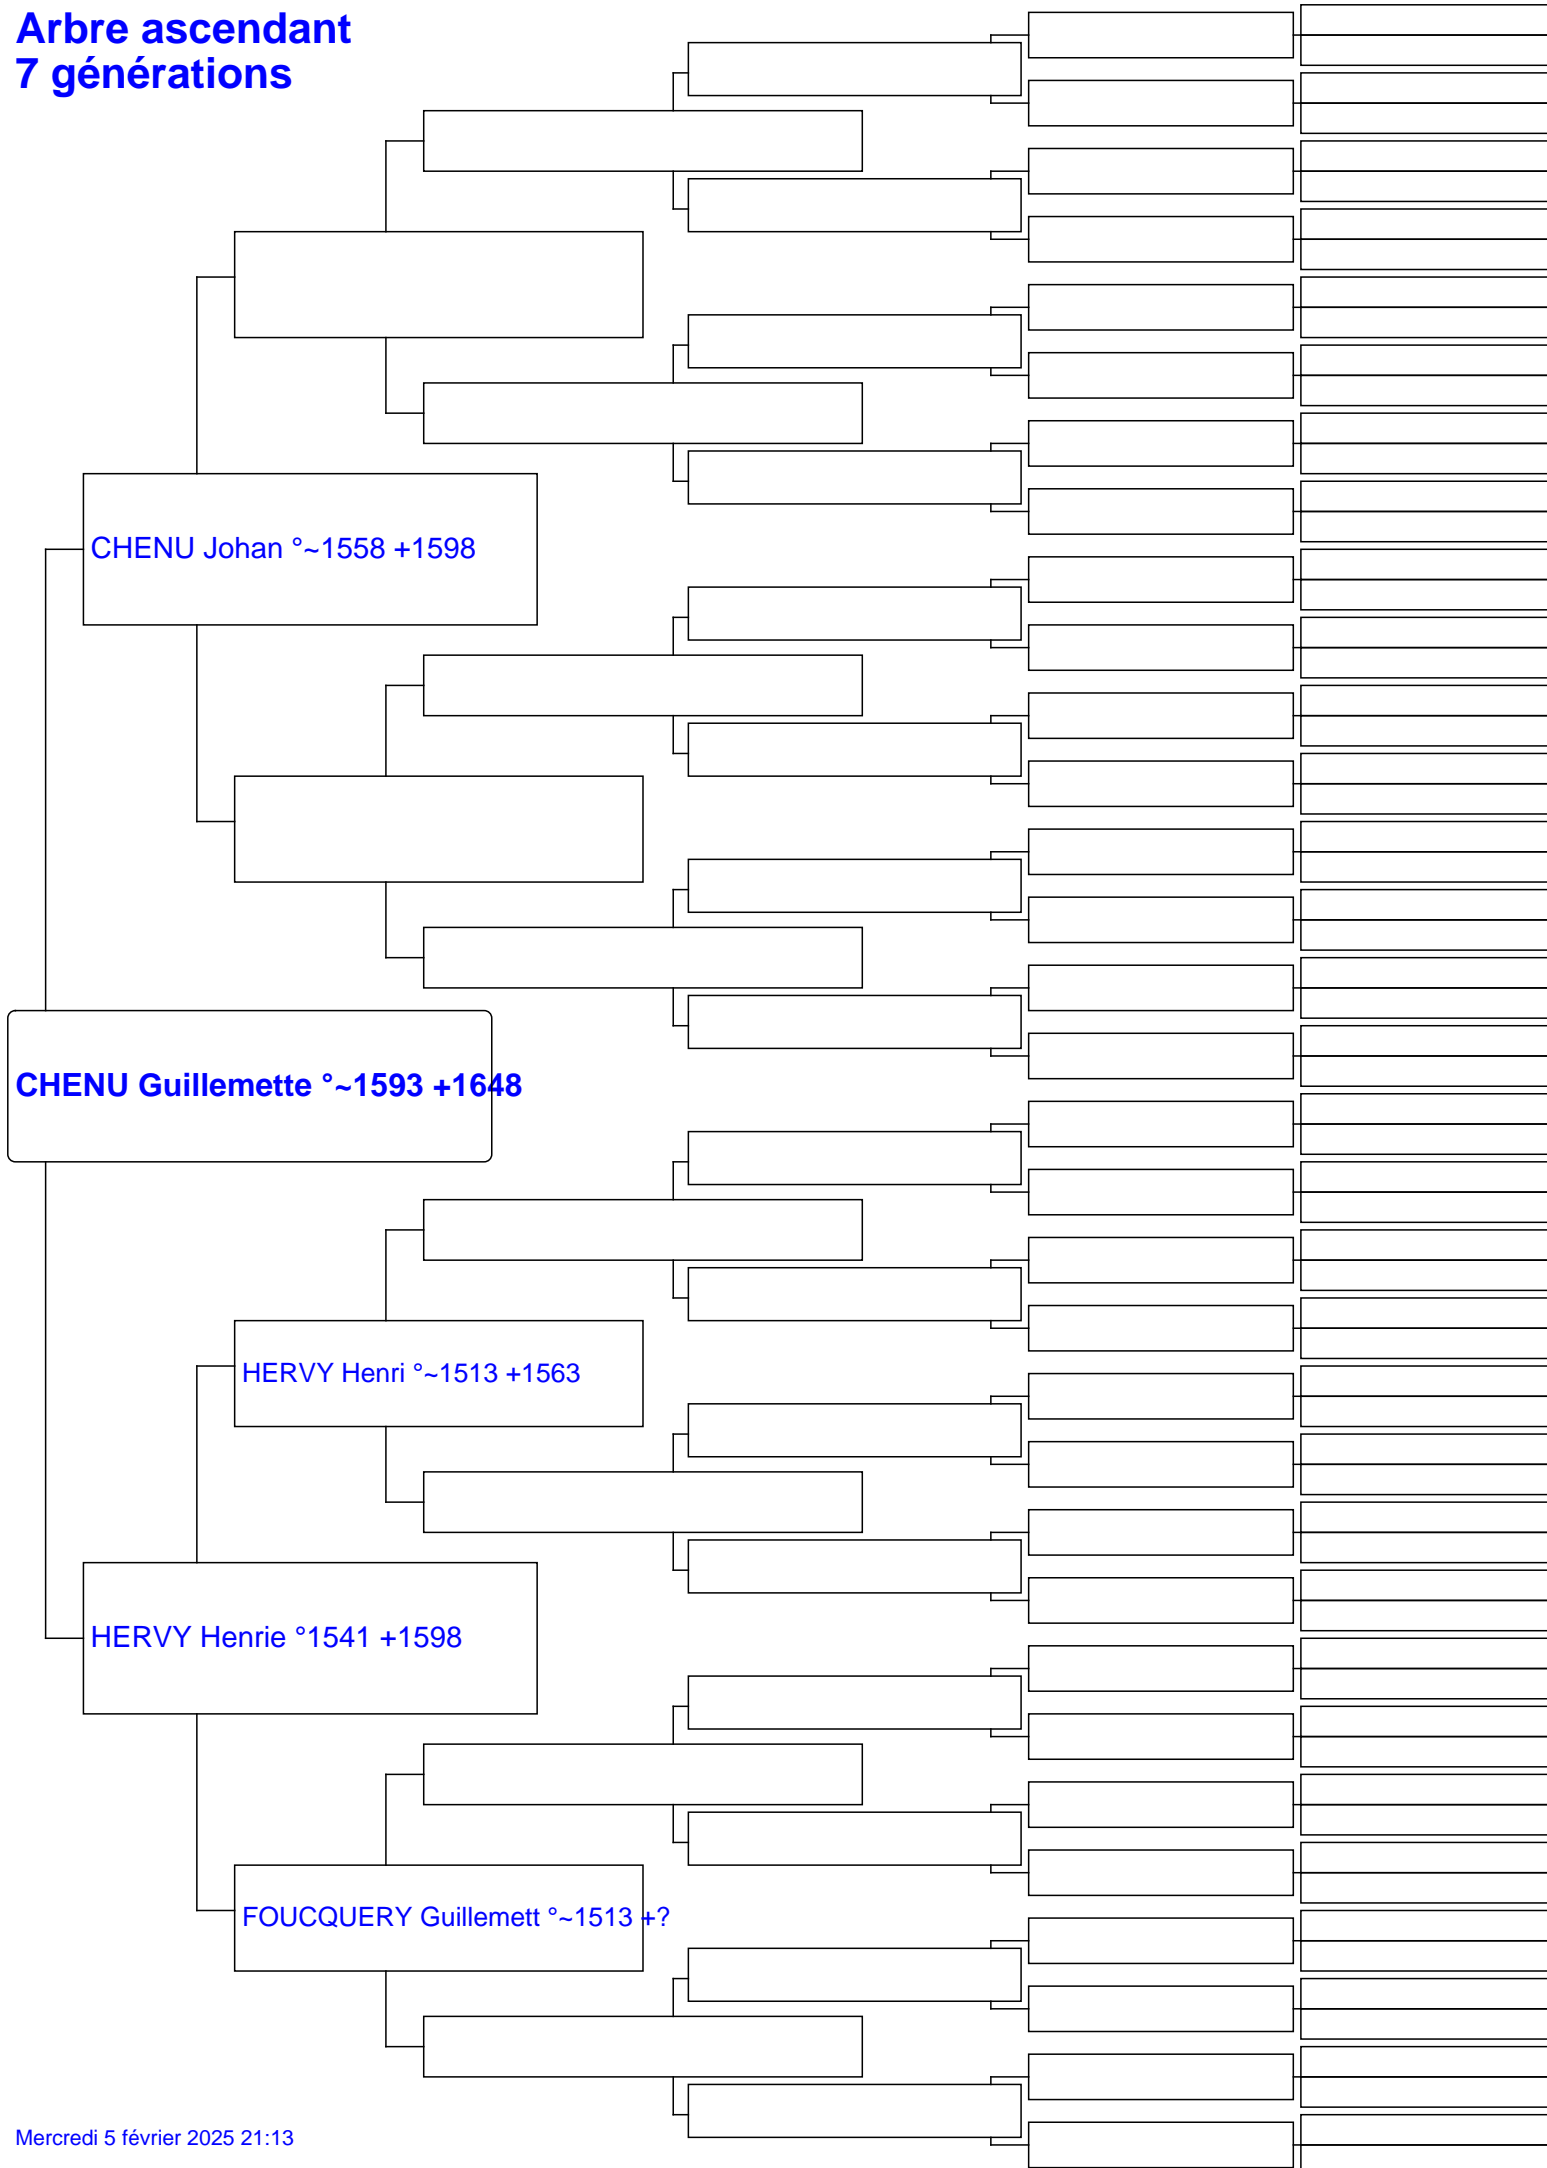 Arbre ascendant
7 générations
CHENU Johan °~1558 +1598
CHENU Guillemette °~1593 +1648
HERVY Henri °~1513 +1563
HERVY Henrie °1541 +1598
FOUCQUERY Guillemett °~1513 +?
Mercredi 5 février 2025 21:13